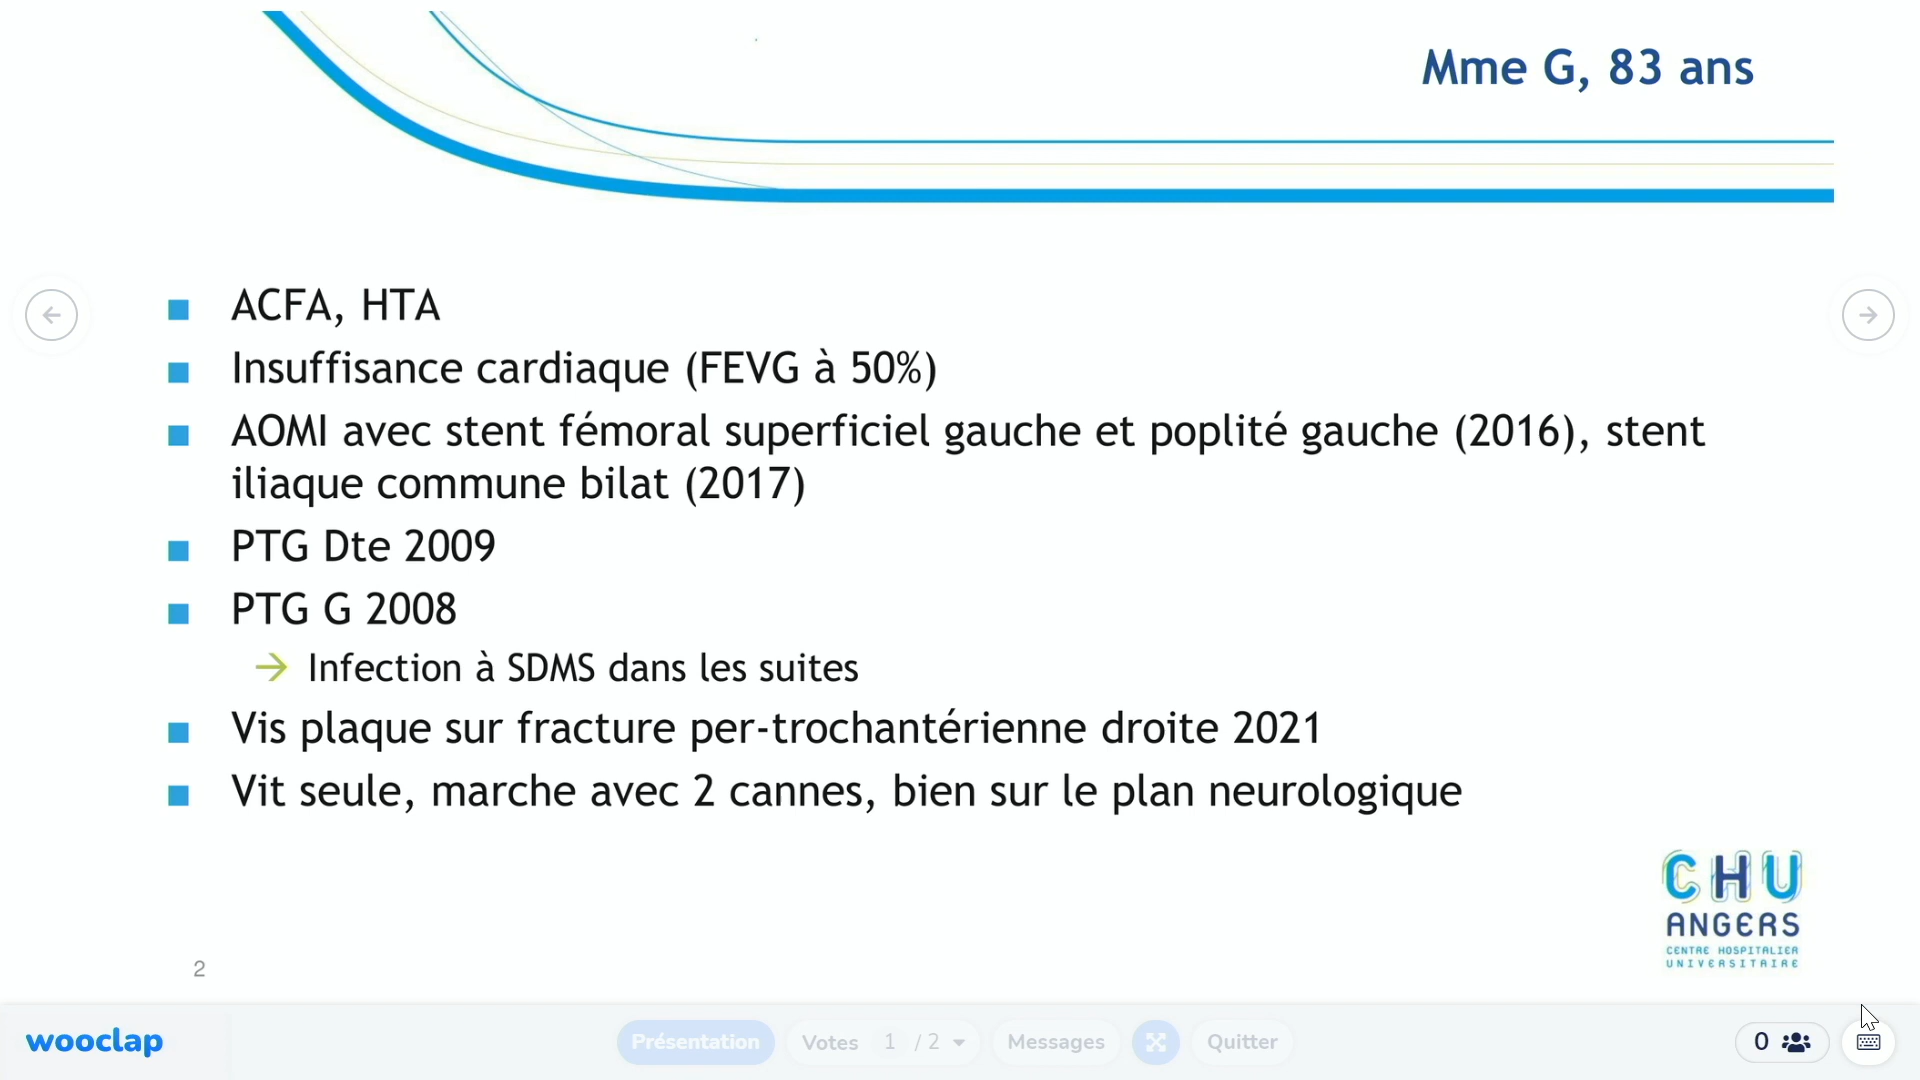 Mme G, 83 ans
ACFA, HTA
Insuffisance cardiaque (FEVG à 50%)
AOMI avec stent fémoral superficiel gauche et poplité gauche (2016), stent
iliaque commune bilat (2017)
PTG Dte 2009
PTG G 2008
→ Infection à SDMS dans les suites
Vis plaque sur fracture per-trochantérienne droite 2021
Vit seule, marche avec 2 cannes, bien sur le plan neurologique
CHU
ANGERS
CENTRE HOSPITALIER
UNIVERSITAIRE
2
wooclap Présentation Votes 1 / 2 Messages Quitter 0